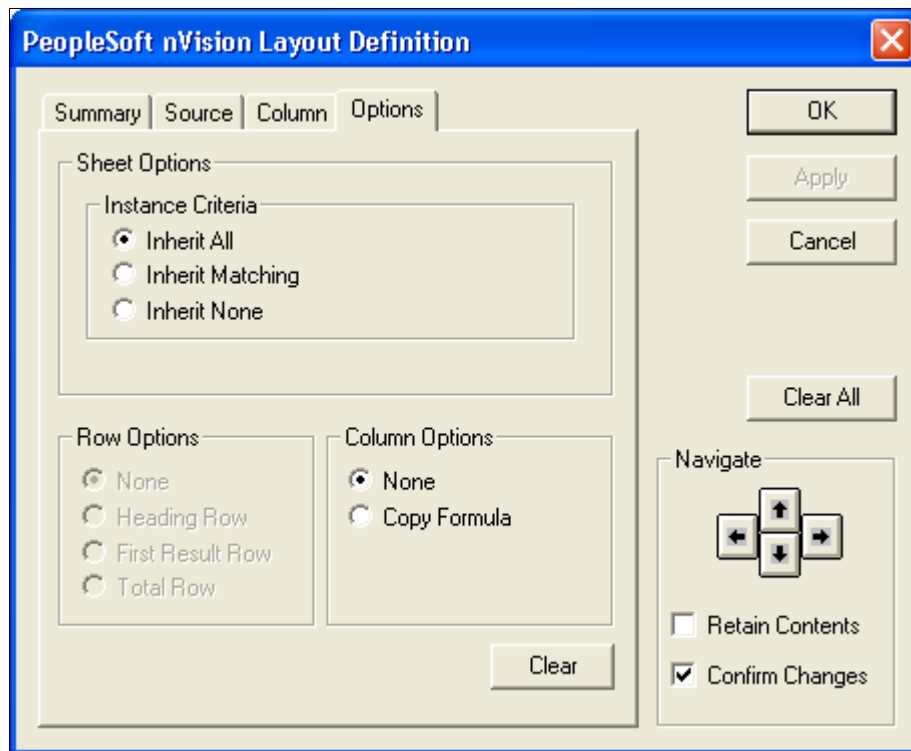 PeopleSoft nVision Layout Definition
Summary
Source
Column
Options
Sheet Options
Instance Criteria
Inherit All
Inherit Matching
Inherit None
Row Options
None
Heading Row
First Result Row
Total Row
Column Options
None
Copy Formula
Clear
OK
Apply
Cancel
Clear All
Navigate
Retain Contents
Confirm Changes